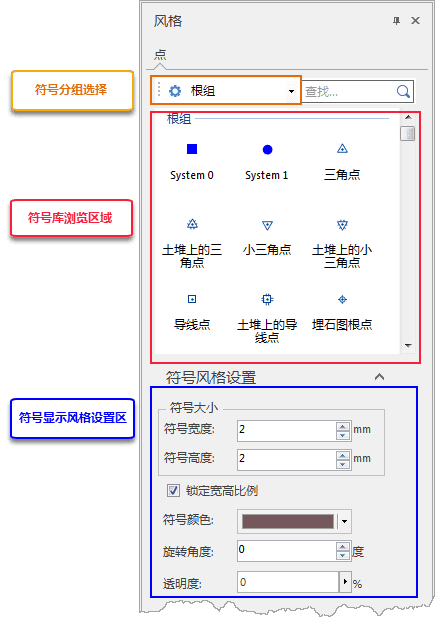 风格
点
符号分组选择
根组
查找...
根组
System 0
System 1
三角点
符号库浏览区域
土堆上的三
角点
小三角点
土堆上的小
三角点
导线点
土堆上的导
线点
埋石图根点
符号风格设置
符号显示风格设置区
符号大小
符号宽度:
2
mm
符号高度:
2
mm
锁定宽高比例
符号颜色:
旋转角度:
0
度
透明度:
0
%